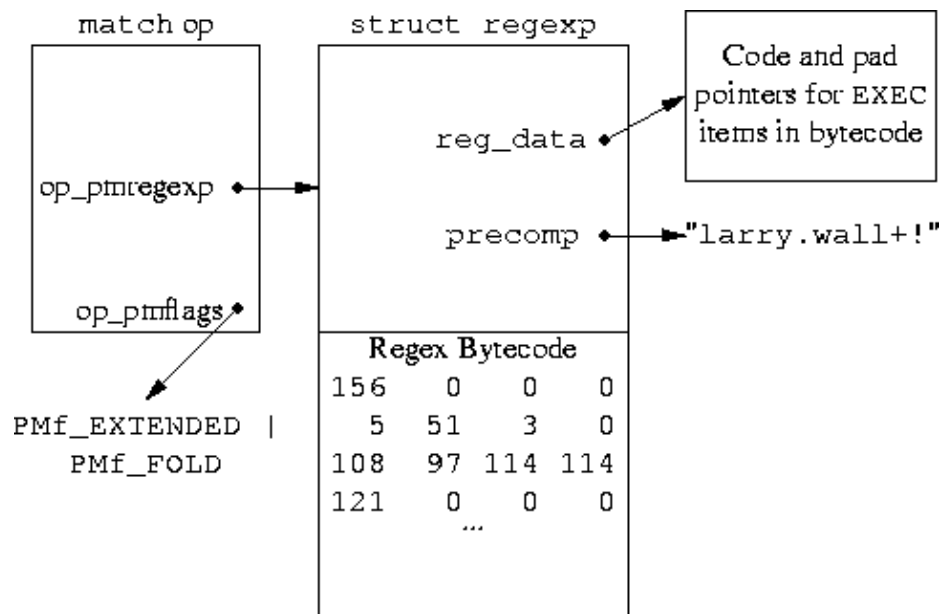 match op
op_pmregexp
op_pmflags
PMf_EXTENDED |
PMf_FOLD
struct regexp
reg_data
precomp
Regex Bytecode
156 0 0 0
5 51 3 0
108 97 114 114
121 0 0 0
...
Code and pad
pointers for EXEC
items in bytecode
"larry.wall+!"